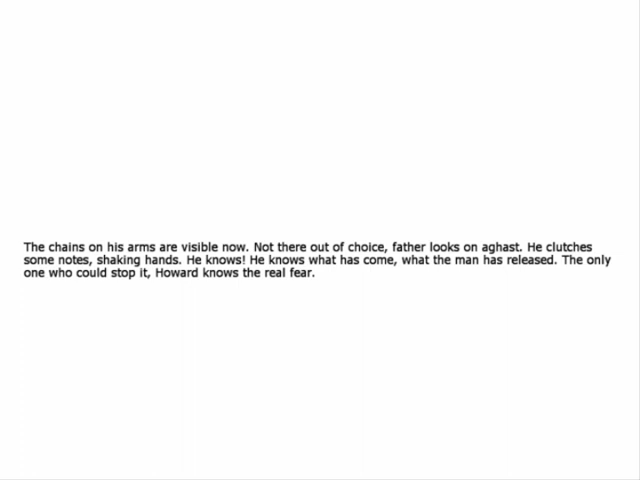 The chains on his arms are visible now. Not there out of choice, father looks on aghast. He clutches
some notes, shaking hands. He knows! He knows what has come, what the man has released. The only
one who could stop it, Howard knows the real fear.